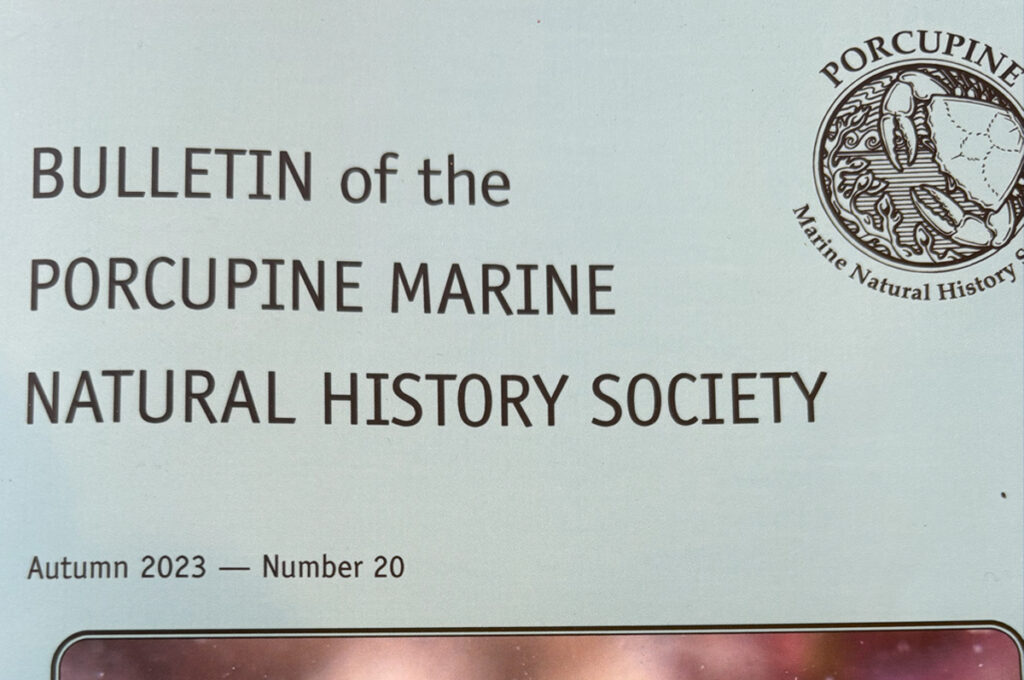 PORCUPINE
BULLETIN of the
PORCUPINE MARINE
NATURAL HISTORY SOCIETY
Marine Natural History
Autumn 2023 — Number 20